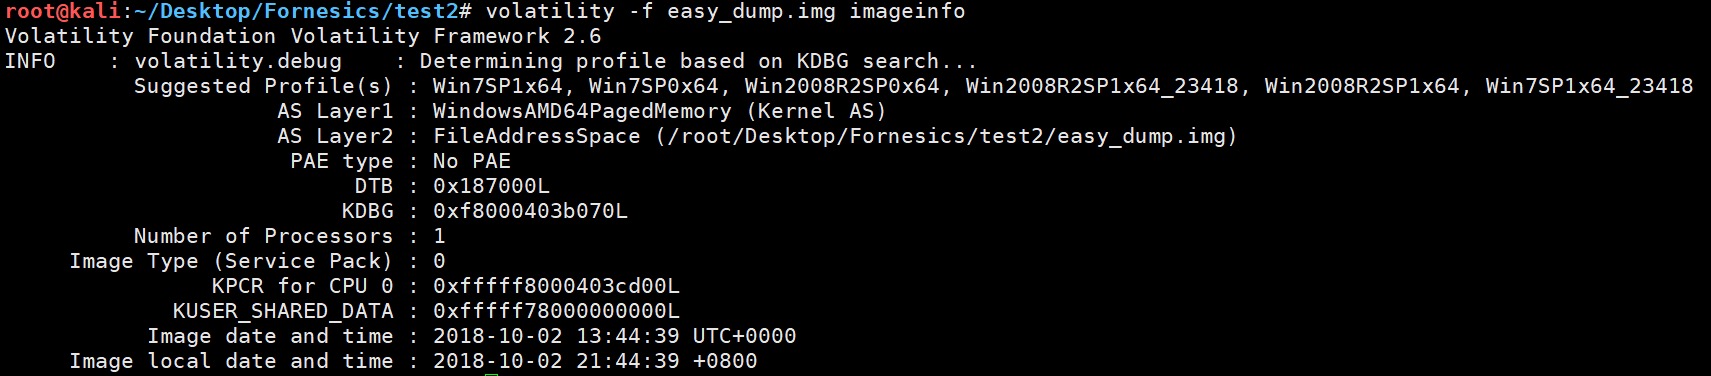 root@kali:~/Desktop/Fornesics/test2# volatility -f easy_dump.img imageinfo
Volatility Foundation Volatility Framework 2.6
INFO    : volatility.debug    : Determining profile based on KDBG search...
          Suggested Profile(s) : Win7SP1x64, Win7SP0x64, Win2008R2SP0x64, Win2008R2SP1x64_23418, Win2008R2SP1x64, Win7SP1x64_23418
                     AS Layer1 : WindowsAMD64PagedMemory (Kernel AS)
                     AS Layer2 : FileAddressSpace (/root/Desktop/Fornesics/test2/easy_dump.img)
                      PAE type : No PAE
                           DTB : 0x187000L
                          KDBG : 0xf8000403b070L
          Number of Processors : 1
     Image Type (Service Pack) : 0
                KPCR for CPU 0 : 0xfffff8000403cd00L
             KUSER_SHARED_DATA : 0xfffff78000000000L
           Image date and time : 2018-10-02 13:44:39 UTC+0000
     Image local date and time : 2018-10-02 21:44:39 +0800